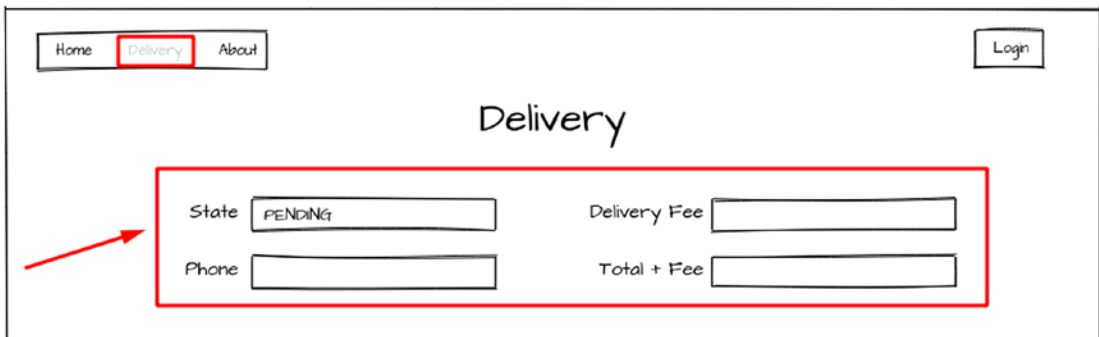 Home Delivery About Login
Delivery
State PENDING Delivery Fee
Phone Total + Fee